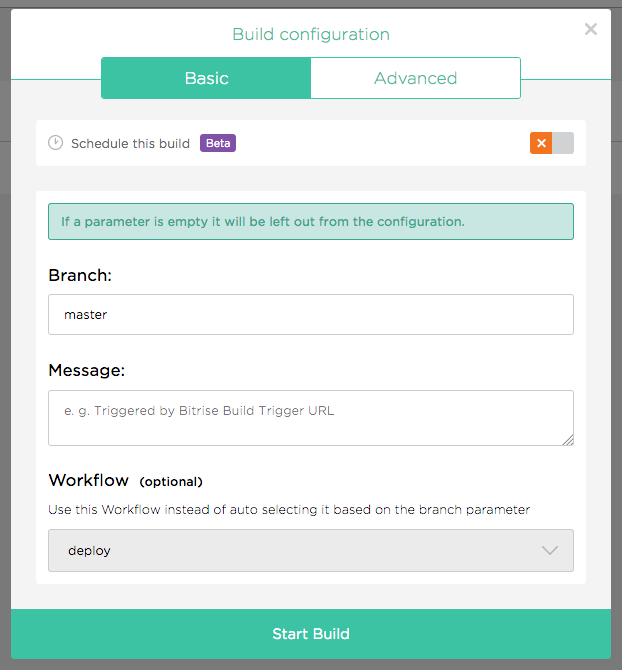 Build configuration
Basic
Advanced
Schedule this build Beta
If a parameter is empty it will be left out from the configuration.
Branch:
master
Message:
e. g. Triggered by Bitrise Build Trigger URL
Workflow (optional)
Use this Workflow instead of auto selecting it based on the branch parameter
deploy
Start Build